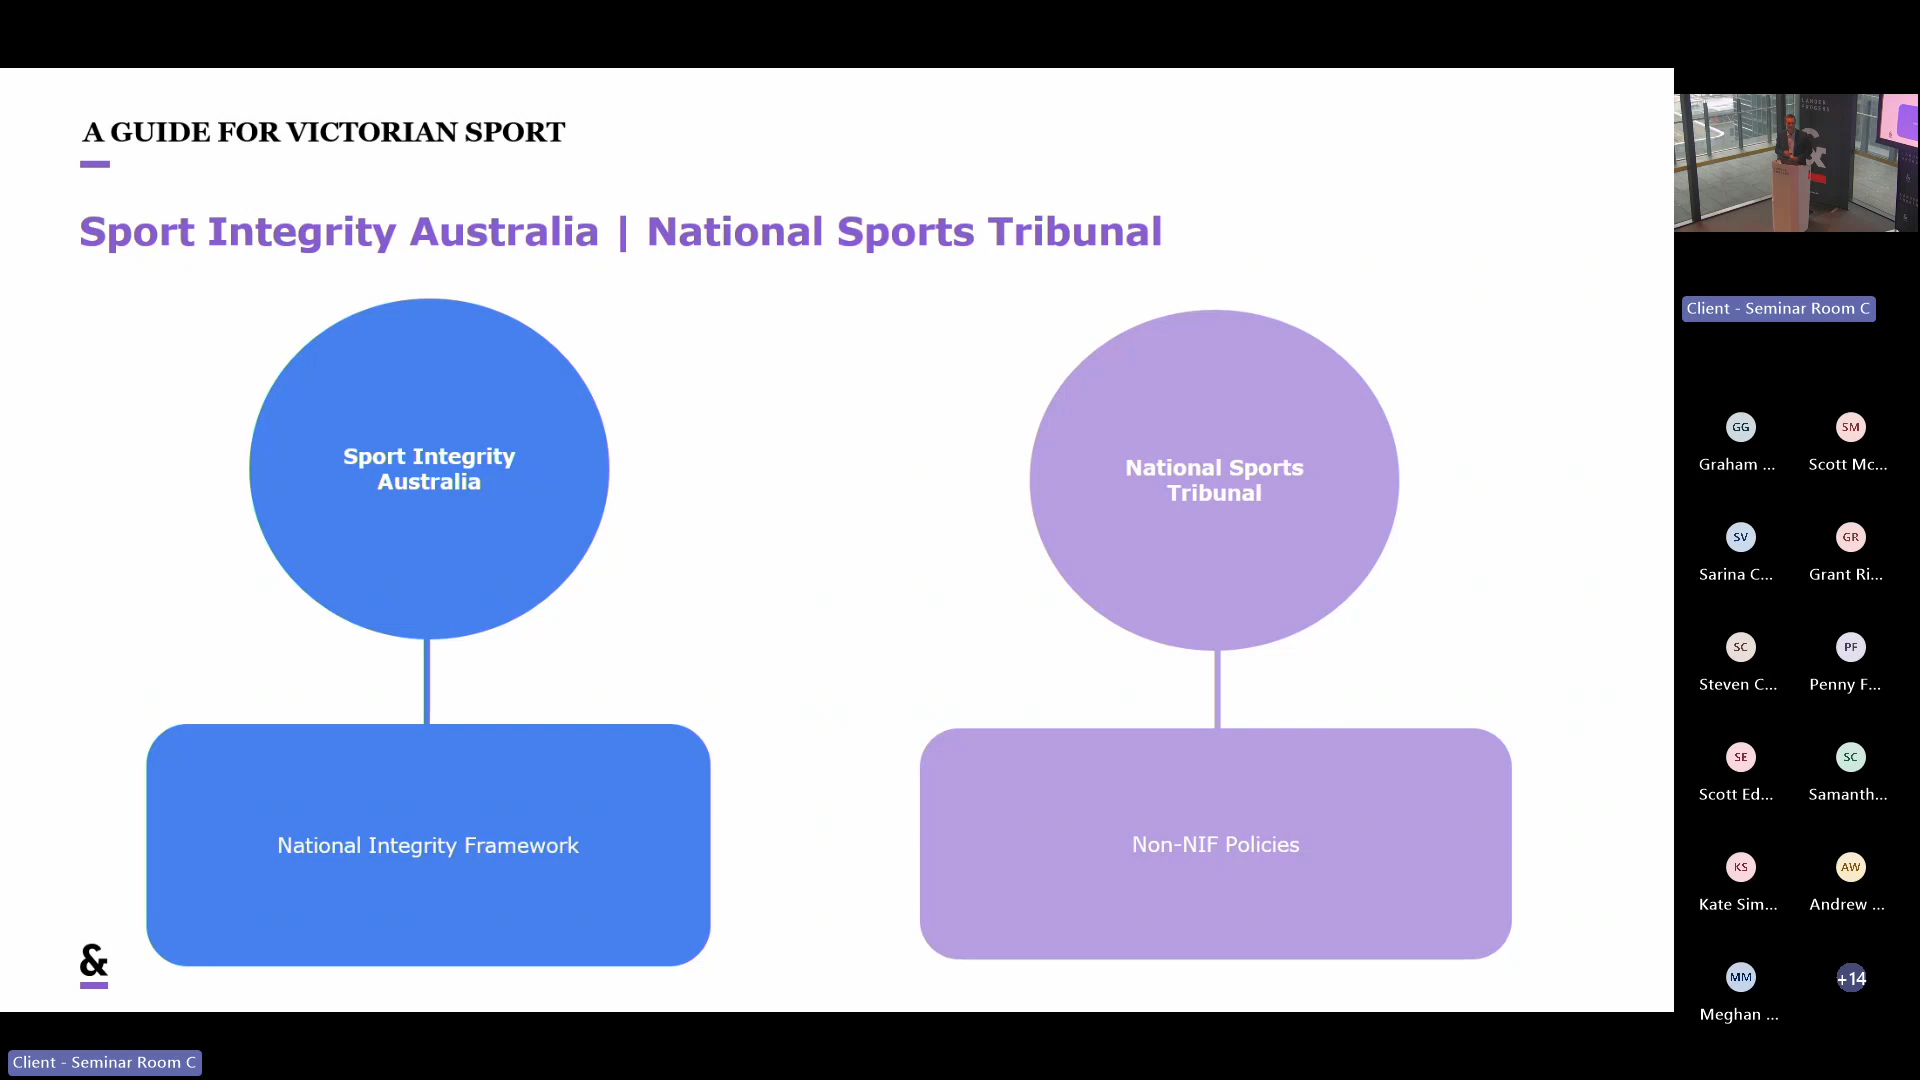 A GUIDE FOR VICTORIAN SPORT
Sport Integrity Australia | National Sports Tribunal
Sport Integrity
Australia
National Integrity Framework
National Sports
Tribunal
Non-NIF Policies
&
LANDER
& ROGERS
Client - Seminar Room C
GG
Graham ...
SM
Scott Mc...
SV
Sarina C...
GR
Grant Ri...
SC
Steven C...
PF
Penny F...
SE
Scott Ed...
SC
Samanth...
KS
Kate Sim...
AW
Andrew ...
MM
Meghan ...
+14
Client - Seminar Room C